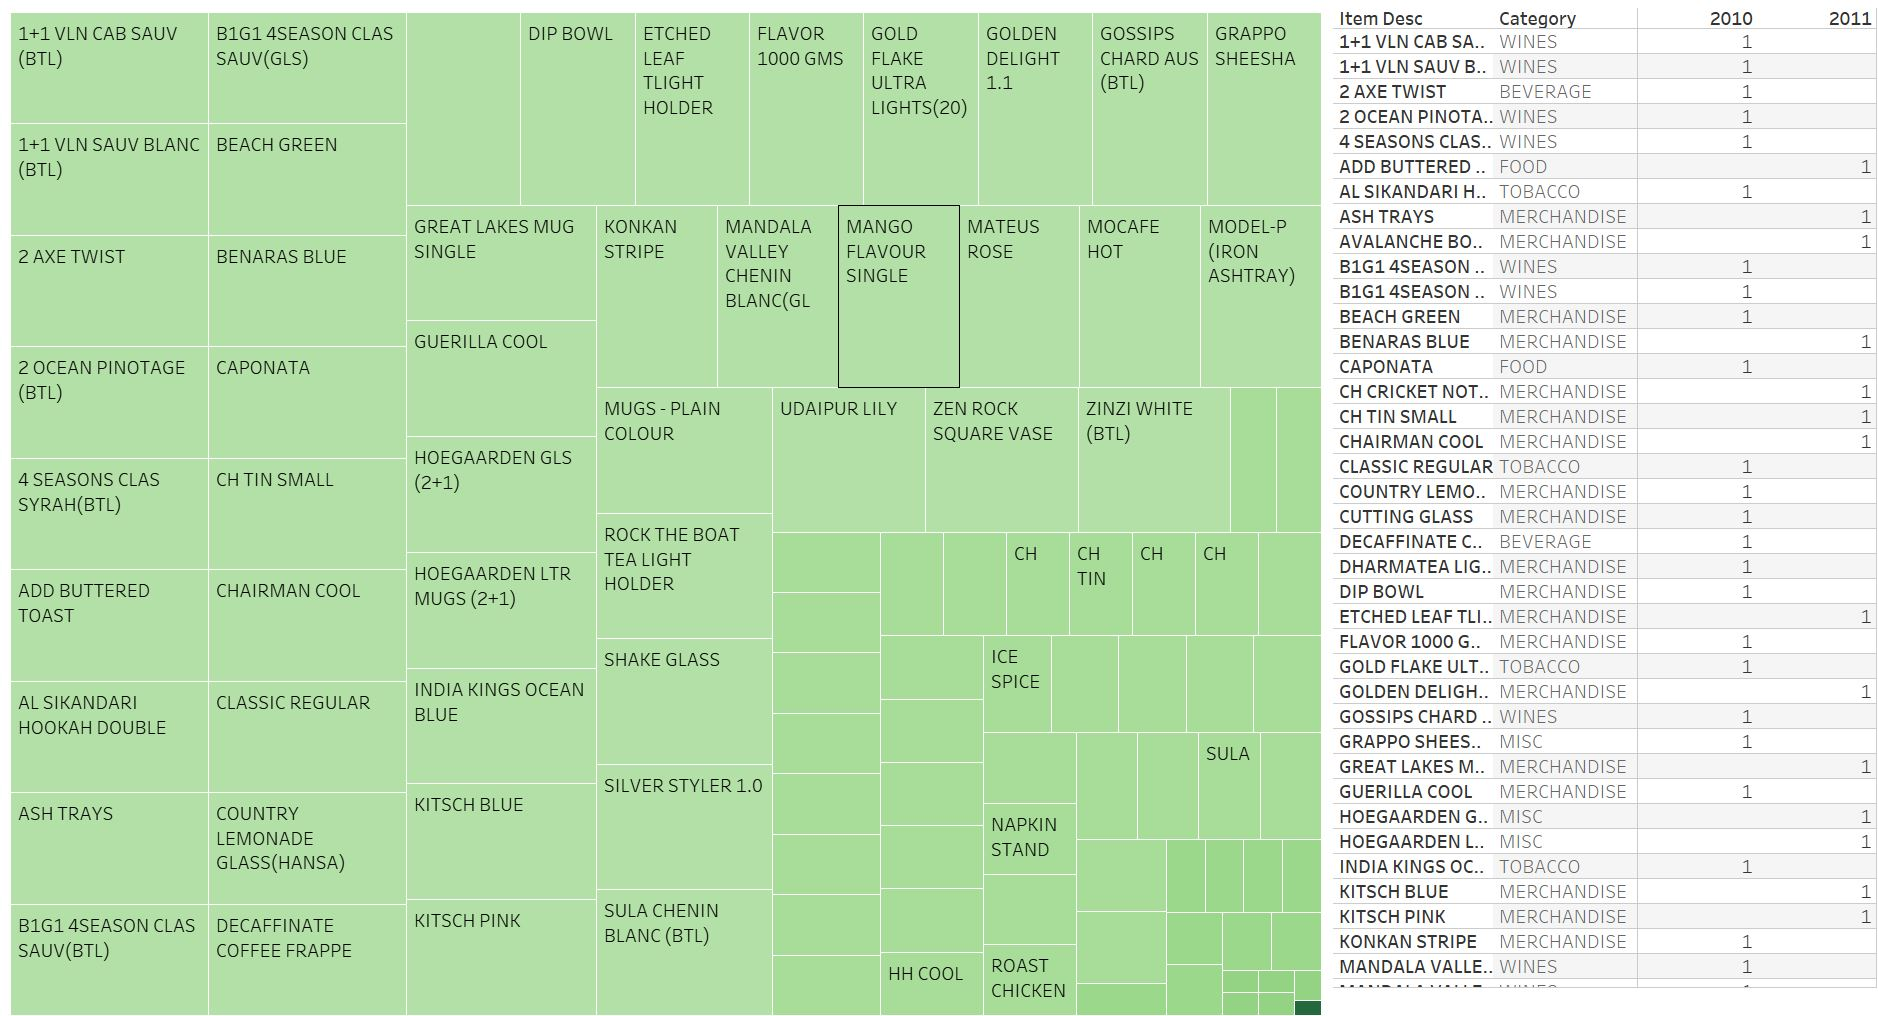 1+1 VLN CAB SAUV
(BTL)
1+1 VLN SAUV BLANC
(BTL)
2 AXE TWIST
2 OCEAN PINOTAGE
(BTL)
4 SEASONS CLAS
SYRAH(BTL)
ADD BUTTERED
TOAST
AL SIKANDARI
HOOKAH DOUBLE
ASH TRAYS
B1G1 4SEASON CLAS
SAUV(BTL)
B1G1 4SEASON CLAS
SAUV(GLS)
BEACH GREEN
BENARAS BLUE
CAPONATA
CH TIN SMALL
CHAIRMAN COOL
CLASSIC REGULAR
COUNTRY
LEMONADE
GLASS(HANSA)
DECAFFINATE
COFFEE FRAPPE
DIP BOWL
ETCHED
LEAF
TLIGHT
HOLDER
FLAVOR
1000 GMS
GOLD
FLAKE
ULTRA
LIGHTS(20)
GOLDEN
DELIGHT
1.1
GOSSIPS
CHARD AUS
(BTL)
GRAPPO
SHEESHA
GREAT LAKES MUG
SINGLE
GUERILLA COOL
HOEGAARDEN GLS
(2+1)
HOEGAARDEN LTR
MUGS (2+1)
INDIA KINGS OCEAN
BLUE
KITSCH BLUE
KITSCH PINK
KONKAN
STRIPE
MANDALA
VALLEY
CHENIN
BLANC(GL
MANGO
FLAVOUR
SINGLE
MATEUS
ROSE
MOCAFE
HOT
MODEL-P
(IRON
ASHTRAY)
MUGS - PLAIN
COLOUR
ROCK THE BOAT
TEA LIGHT
HOLDER
SHAKE GLASS
SILVER STYLER 1.0
SULA CHENIN
BLANC (BTL)
UDAIPUR LILY
ZEN ROCK
SQUARE VASE
ZINZI WHITE
(BTL)
CH
CH
TIN
CH
CH
ICE
SPICE
SULA
NAPKIN
STAND
HH COOL
ROAST
CHICKEN
Item Desc Category 2010 2011
1+1 VLN CAB SA.. WINES 1
1+1 VLN SAUV B.. WINES 1
2 AXE TWIST BEVERAGE 1
2 OCEAN PINOTA.. WINES 1
4 SEASONS CLAS.. WINES 1
ADD BUTTERED .. FOOD 1
AL SIKANDARI H.. TOBACCO 1
ASH TRAYS MERCHANDISE 1
AVALANCHE BO.. MERCHANDISE 1
B1G1 4SEASON .. WINES 1
B1G1 4SEASON .. WINES 1
BEACH GREEN MERCHANDISE 1
BENARAS BLUE MERCHANDISE 1
CAPONATA FOOD 1
CH CRICKET NOT.. MERCHANDISE 1
CH TIN SMALL MERCHANDISE 1
CHAIRMAN COOL MERCHANDISE 1
CLASSIC REGULAR TOBACCO 1
COUNTRY LEMO.. MERCHANDISE 1
CUTTING GLASS MERCHANDISE 1
DECAFFINATE C.. BEVERAGE 1
DHARMATEA LIG.. MERCHANDISE 1
DIP BOWL MERCHANDISE 1
ETCHED LEAF TLI.. MERCHANDISE 1
FLAVOR 1000 G.. MERCHANDISE 1
GOLD FLAKE ULT.. TOBACCO 1
GOLDEN DELIGH.. MERCHANDISE 1
GOSSIPS CHARD .. WINES 1
GRAPPO SHEES.. MISC 1
GREAT LAKES M.. MERCHANDISE 1
GUERILLA COOL MERCHANDISE 1
HOEGAARDEN G.. MISC 1
HOEGAARDEN L.. MISC 1
INDIA KINGS OC.. TOBACCO 1
KITSCH BLUE MERCHANDISE 1
KITSCH PINK MERCHANDISE 1
KONKAN STRIPE MERCHANDISE 1
MANDALA VALLE.. WINES 1